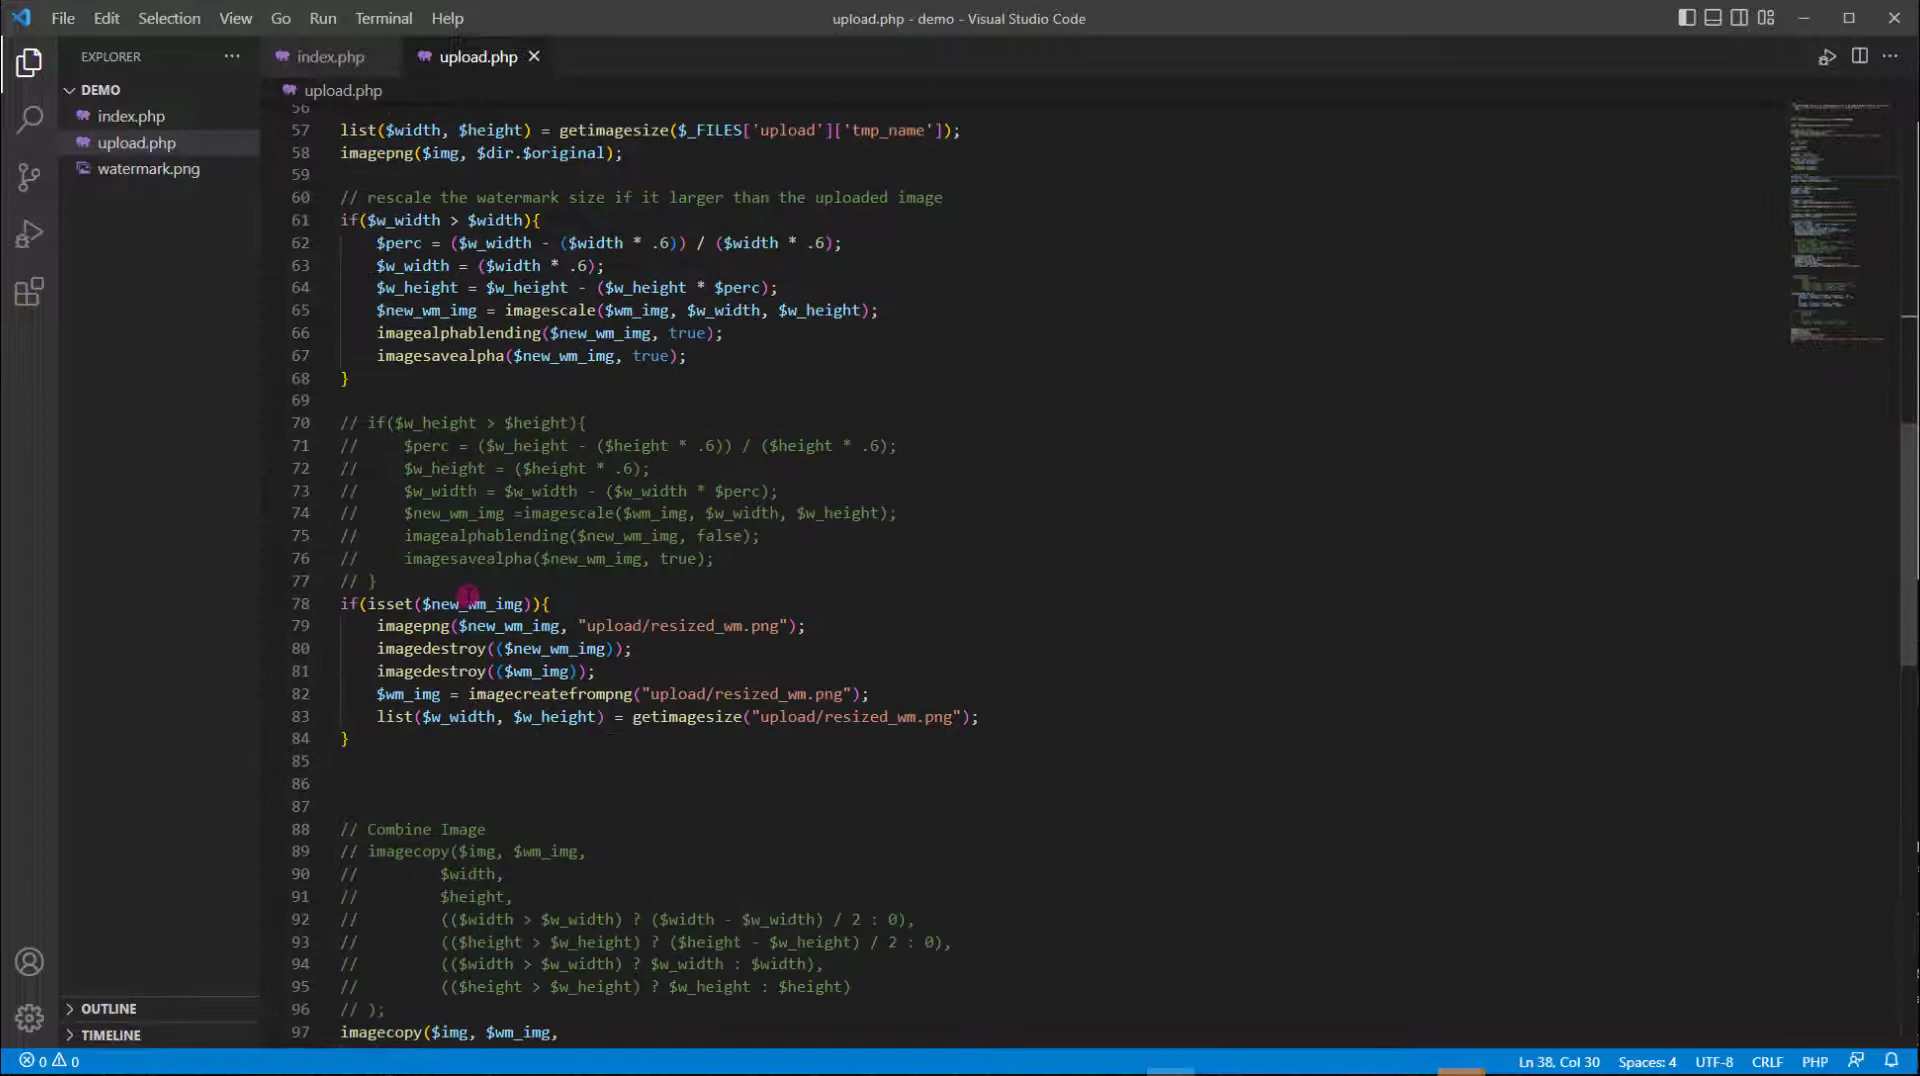 File Edit Selection View Go Run Terminal Help
upload.php - demo - Visual Studio Code
EXPLORER
index.php
upload.php
DEMO
index.php
upload.php
watermark.png
upload.php
56
57 list($width, $height) = getimagesize($_FILES['upload']['tmp_name']);
58 imagepng($img, $dir.$original);
59
60 // rescale the watermark size if it larger than the uploaded image
61 if($w_width > $width){
62 $perc = ($w_width - ($width * .6)) / ($width * .6);
63 $w_width = ($width * .6);
64 $w_height = $w_height - ($w_height * $perc);
65 $new_wm_img = imagescale($wm_img, $w_width, $w_height);
66 imagealphablending($new_wm_img, true);
67 imagesavealpha($new_wm_img, true);
68 }
69
70 // if($w_height > $height){
71 // $perc = ($w_height - ($height * .6)) / ($height * .6);
72 // $w_height = ($height * .6);
73 // $w_width = $w_width - ($w_width * $perc);
74 // $new_wm_img =imagescale($wm_img, $w_width, $w_height);
75 // imagealphablending($new_wm_img, false);
76 // imagesavealpha($new_wm_img, true);
77 // }
78 if(isset($new_wm_img)){
79 imagepng($new_wm_img, "upload/resized_wm.png");
80 imagedestroy(($new_wm_img));
81 imagedestroy(($wm_img));
82 $wm_img = imagecreatefrompng("upload/resized_wm.png");
83 list($w_width, $w_height) = getimagesize("upload/resized_wm.png");
84 }
85
86
87
88 // Combine Image
89 // imagecopy($img, $wm_img,
90 // $width,
91 // $height,
92 // (($width > $w_width) ? ($width - $w_width) / 2 : 0),
93 // (($height > $w_height) ? ($height - $w_height) / 2 : 0),
94 // (($width > $w_width) ? $w_width : $width),
95 // (($height > $w_height) ? $w_height : $height)
96 // );
97 imagecopy($img, $wm_img,
OUTLINE
TIMELINE
0 0
Ln 38, Col 30 Spaces: 4 UTF-8 CRLF PHP